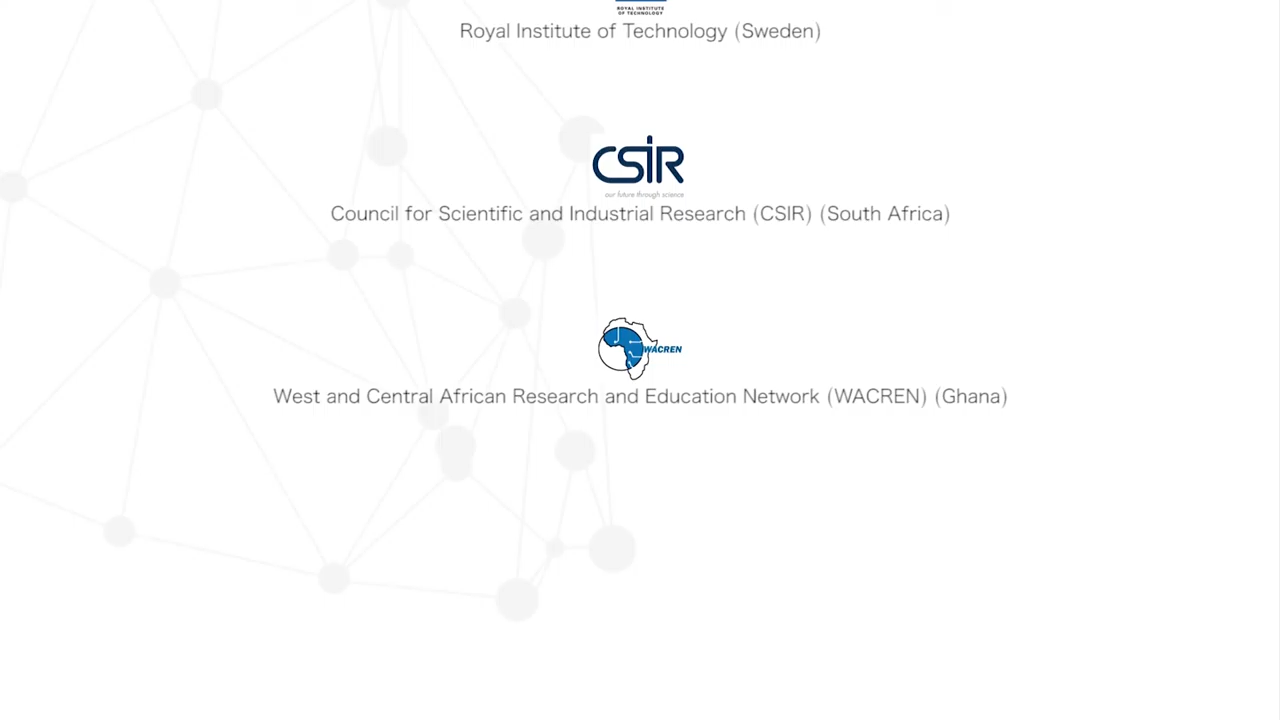 ROYAL INSTITUTE
OF TECHNOLOGY
Royal Institute of Technology (Sweden)
CSIR
our future through science
Council for Scientific and Industrial Research (CSIR) (South Africa)
WACREN
West and Central African Research and Education Network (WACREN) (Ghana)